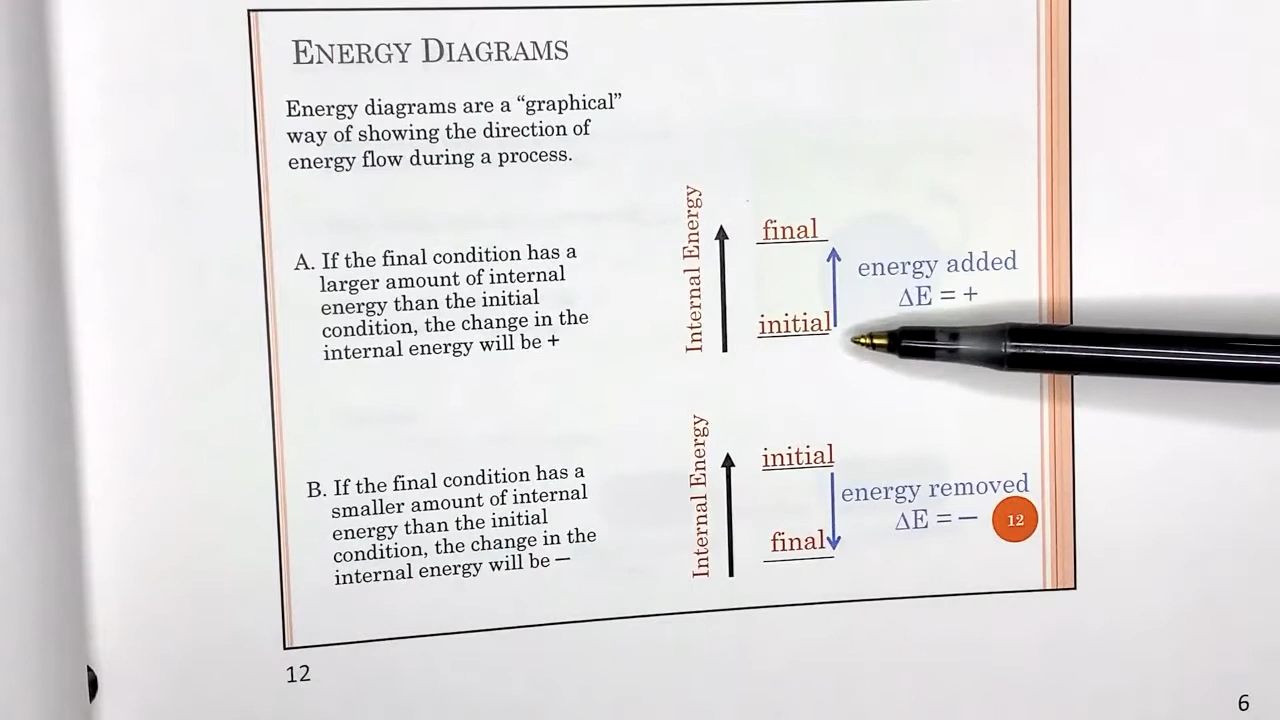 ENERGY DIAGRAMS
Energy diagrams are a “graphical”
way of showing the direction of
energy flow during a process.
A. If the final condition has a
larger amount of internal
energy than the initial
condition, the change in the
internal energy will be +
Internal Energy
final
initial
energy added
ΔE = +
B. If the final condition has a
smaller amount of internal
energy than the initial
condition, the change in the
internal energy will be −
Internal Energy
initial
final
energy removed
ΔE = −
12
12
6